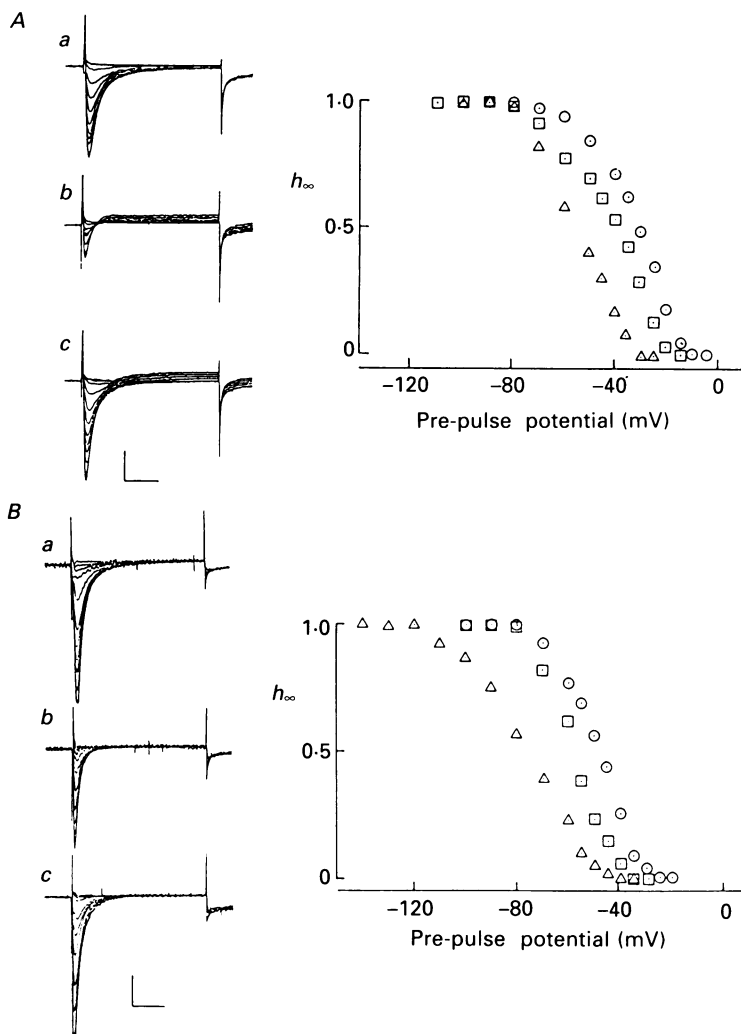 A
a
b
c
1·0
h∞
0·5
0
−120
−80
−40
0
Pre-pulse potential (mV)
B
a
b
c
1·0
h∞
0·5
0
−120
−80
−40
0
Pre-pulse potential (mV)